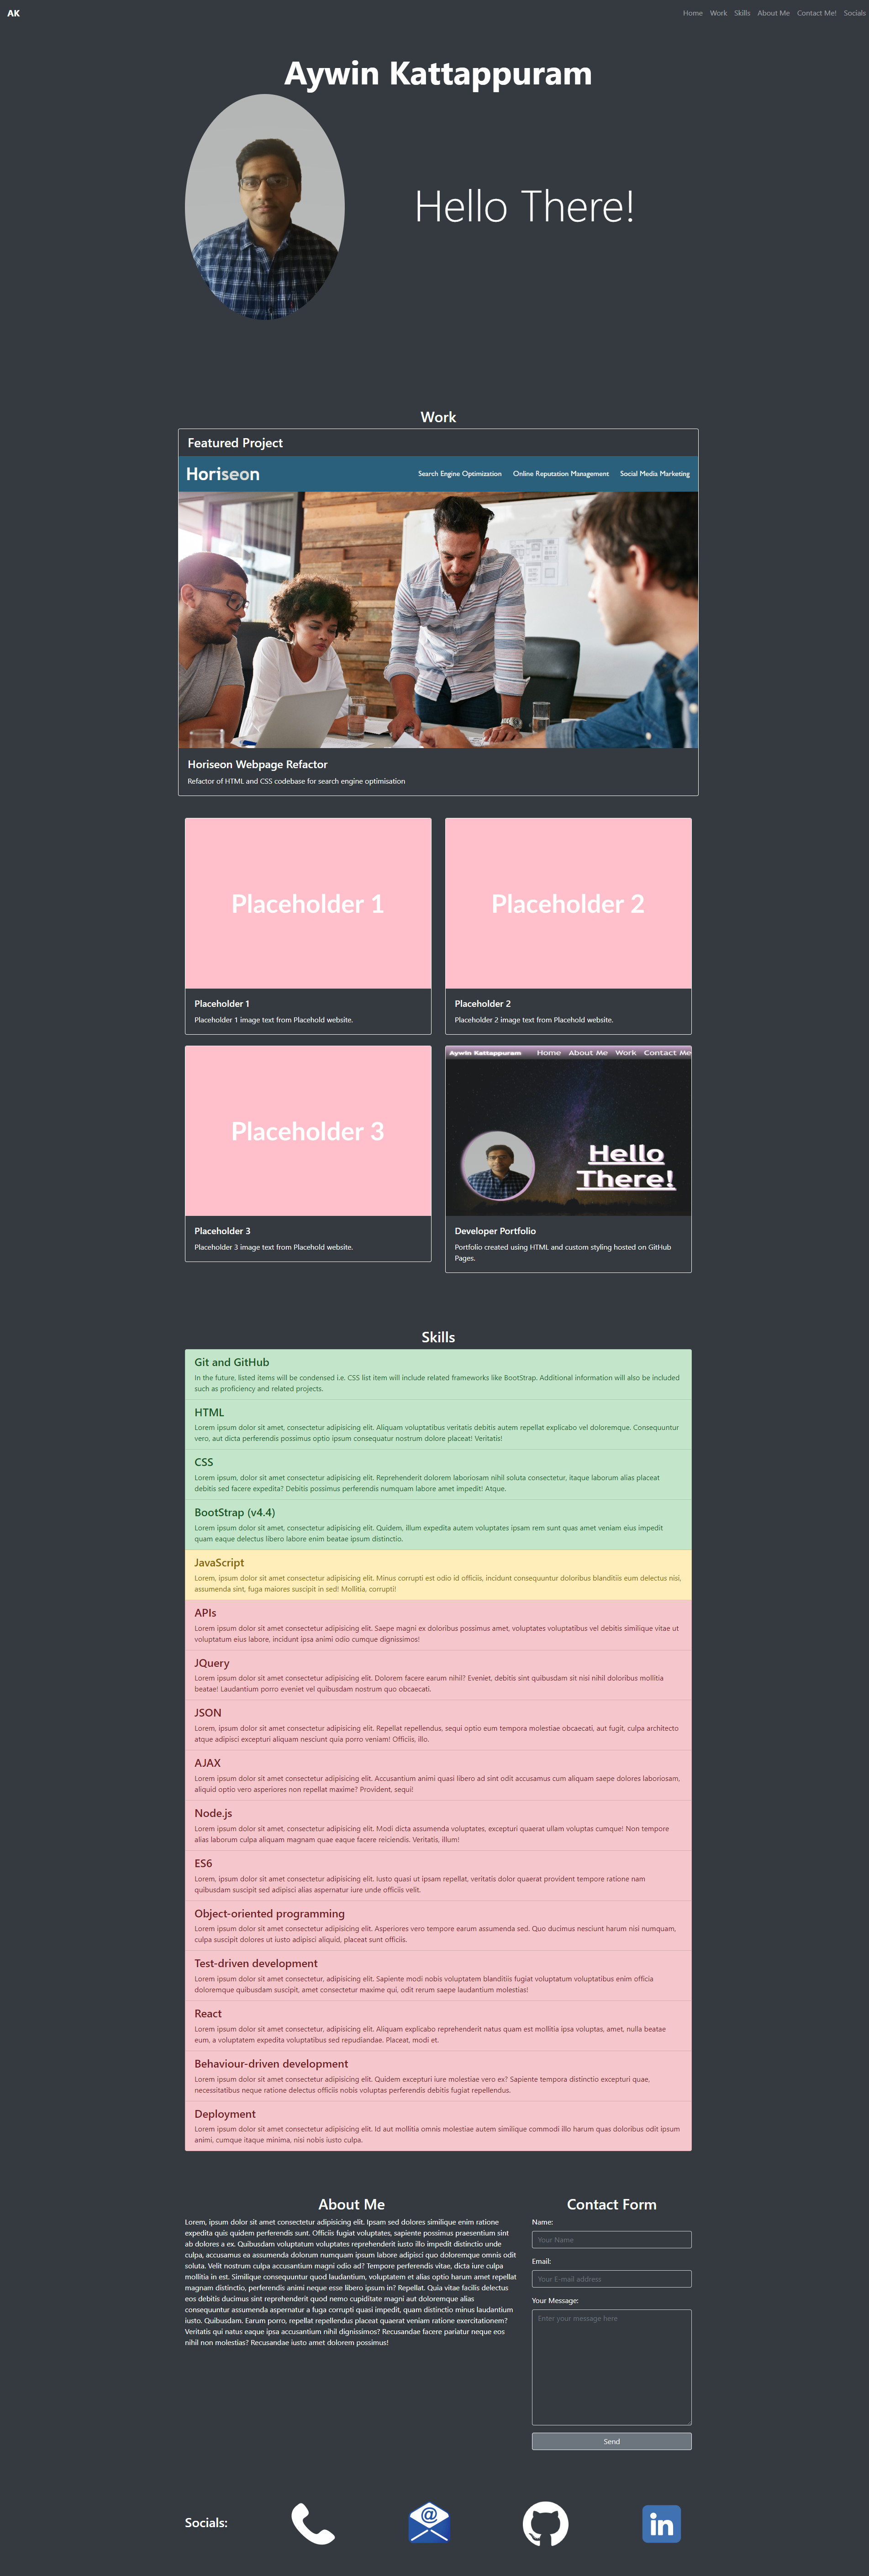 AK
Home Work Skills About Me Contact Me! Socials
Aywin Kattappuram
Hello There!
Work
Featured Project
Horiseon
Search Engine Optimization Online Reputation Management Social Media Marketing
Horiseon Webpage Refactor
Refactor of HTML and CSS codebase for search engine optimisation
Placeholder 1
Placeholder 1
Placeholder 1 image text from Placehold website.
Placeholder 2
Placeholder 2
Placeholder 2 image text from Placehold website.
Placeholder 3
Placeholder 3
Placeholder 3 image text from Placehold website.
Aywin Kattappuram Home About Me Work Contact Me
Hello
There!
Developer Portfolio
Portfolio created using HTML and custom styling hosted on GitHub
Pages.
Skills
Git and GitHub
In the future, listed items will be condensed i.e. CSS list item will include related frameworks like BootStrap. Additional information will also be included
such as proficiency and related projects.
HTML
Lorem ipsum dolor sit amet, consectetur adipisicing elit. Aliquam voluptatibus veritatis debitis autem repellat explicabo vel doloremque. Consequuntur
vero, aut dicta perferendis possimus optio ipsum consequatur nostrum dolore placeat! Veritatis!
CSS
Lorem ipsum, dolor sit amet consectetur adipisicing elit. Reprehenderit dolorem laboriosam nihil soluta consectetur, itaque laborum alias placeat
debitis sed facere expedita? Debitis possimus perferendis numquam labore amet impedit! Atque.
BootStrap (v4.4)
Lorem ipsum dolor sit amet, consectetur adipisicing elit. Quidem, illum expedita autem voluptates ipsam rem sunt quas amet veniam eius impedit
quam eaque delectus libero labore enim beatae ipsum distinctio.
JavaScript
Lorem, ipsum dolor sit amet consectetur adipisicing elit. Minus corrupti est odio id officiis, incidunt consequuntur doloribus blanditiis eum delectus nisi,
assumenda sint, fuga maiores suscipit in sed! Mollitia, corrupti!
APIs
Lorem ipsum dolor sit amet consectetur adipisicing elit. Saepe magni ex doloribus possimus amet, voluptates voluptatibus vel debitis similique vitae ut
voluptatum eius labore, incidunt ipsa animi odio cumque dignissimos!
JQuery
Lorem ipsum dolor sit amet consectetur adipisicing elit. Dolorem facere earum nihil? Eveniet, debitis sint quibusdam sit nisi nihil doloribus mollitia
beatae! Laudantium porro eveniet vel quibusdam nostrum quo obcaecati.
JSON
Lorem, ipsum dolor sit amet consectetur adipisicing elit. Repellat repellendus, sequi optio eum tempora molestiae obcaecati, aut fugit, culpa architecto
atque adipisci excepturi aliquam nesciunt quia porro veniam! Officiis, illo.
AJAX
Lorem ipsum dolor sit amet consectetur adipisicing elit. Accusantium animi quasi libero ad sint odit accusamus cum aliquam saepe dolores laboriosam,
aliquid optio vero asperiores non repellat maxime? Provident, sequi!
Node.js
Lorem ipsum dolor sit amet, consectetur adipisicing elit. Modi dicta assumenda voluptates, excepturi quaerat ullam voluptas cumque! Non tempore
alias laborum culpa aliquam magnam quae eaque facere reiciendis. Veritatis, illum!
ES6
Lorem, ipsum dolor sit amet consectetur adipisicing elit. Iusto quasi ut ipsam repellat, veritatis dolor quaerat provident tempore ratione nam
quibusdam suscipit sed adipisci alias aspernatur iure unde officiis velit.
Object-oriented programming
Lorem ipsum dolor sit amet consectetur adipisicing elit. Asperiores vero tempore earum assumenda sed. Quo ducimus nesciunt harum nisi numquam,
culpa suscipit dolores ut iusto adipisci aliquid, placeat sunt officiis.
Test-driven development
Lorem ipsum dolor sit amet consectetur, adipisicing elit. Sapiente modi nobis voluptatem blanditiis fugiat voluptatum voluptatibus enim officia
doloremque quibusdam suscipit, amet consectetur maxime qui, odit rerum saepe laudantium molestias!
React
Lorem ipsum dolor sit amet consectetur, adipisicing elit. Aliquam explicabo reprehenderit natus quam est mollitia ipsa voluptas, amet, nulla beatae
eum, a voluptatem expedita voluptatibus sed repudiandae. Placeat, modi et.
Behaviour-driven development
Lorem ipsum dolor sit amet consectetur adipisicing elit. Quidem excepturi iure molestiae vero ex? Sapiente tempora distinctio excepturi quae,
necessitatibus neque ratione delectus officiis nobis voluptas perferendis debitis fugiat repellendus.
Deployment
Lorem ipsum dolor sit amet consectetur adipisicing elit. Id aut mollitia omnis molestiae autem similique commodi illo harum quas doloribus odit ipsum
animi, cumque itaque minima, nisi nobis iusto culpa.
About Me
Lorem, ipsum dolor sit amet consectetur adipisicing elit. Ipsam sed dolores similique enim ratione
expedita quis quidem perferendis sunt. Officiis fugiat voluptates, sapiente possimus praesentium sint
ab dolores a ex. Quibusdam voluptatum voluptates reprehenderit iusto illo impedit distinctio unde
culpa, accusamus ea assumenda dolorum numquam ipsum labore adipisci quo doloremque omnis odit
soluta. Velit nostrum culpa accusantium magni odio ad? Tempore perferendis vitae, dicta iure culpa
mollitia in est. Similique consequuntur quod laudantium, voluptatem et alias optio harum amet repellat
magnam distinctio, perferendis animi neque esse libero ipsum in? Repellat. Quia vitae facilis delectus
eos debitis ducimus sint reprehenderit quod nemo cupiditate magni aut doloremque alias
consequuntur assumenda aspernatur a fuga corrupti quasi impedit, quam distinctio minus laudantium
iusto. Quibusdam. Earum porro, repellat repellendus placeat quaerat veniam ratione exercitationem?
Veritatis qui natus eaque ipsa accusantium nihil dignissimos? Recusandae facere pariatur neque eos
nihil non molestias? Recusandae iusto amet dolorem possimus!
Contact Form
Name:
Your Name
Email:
Your E-mail address
Your Message:
Enter your message here
Send
Socials:
@
in